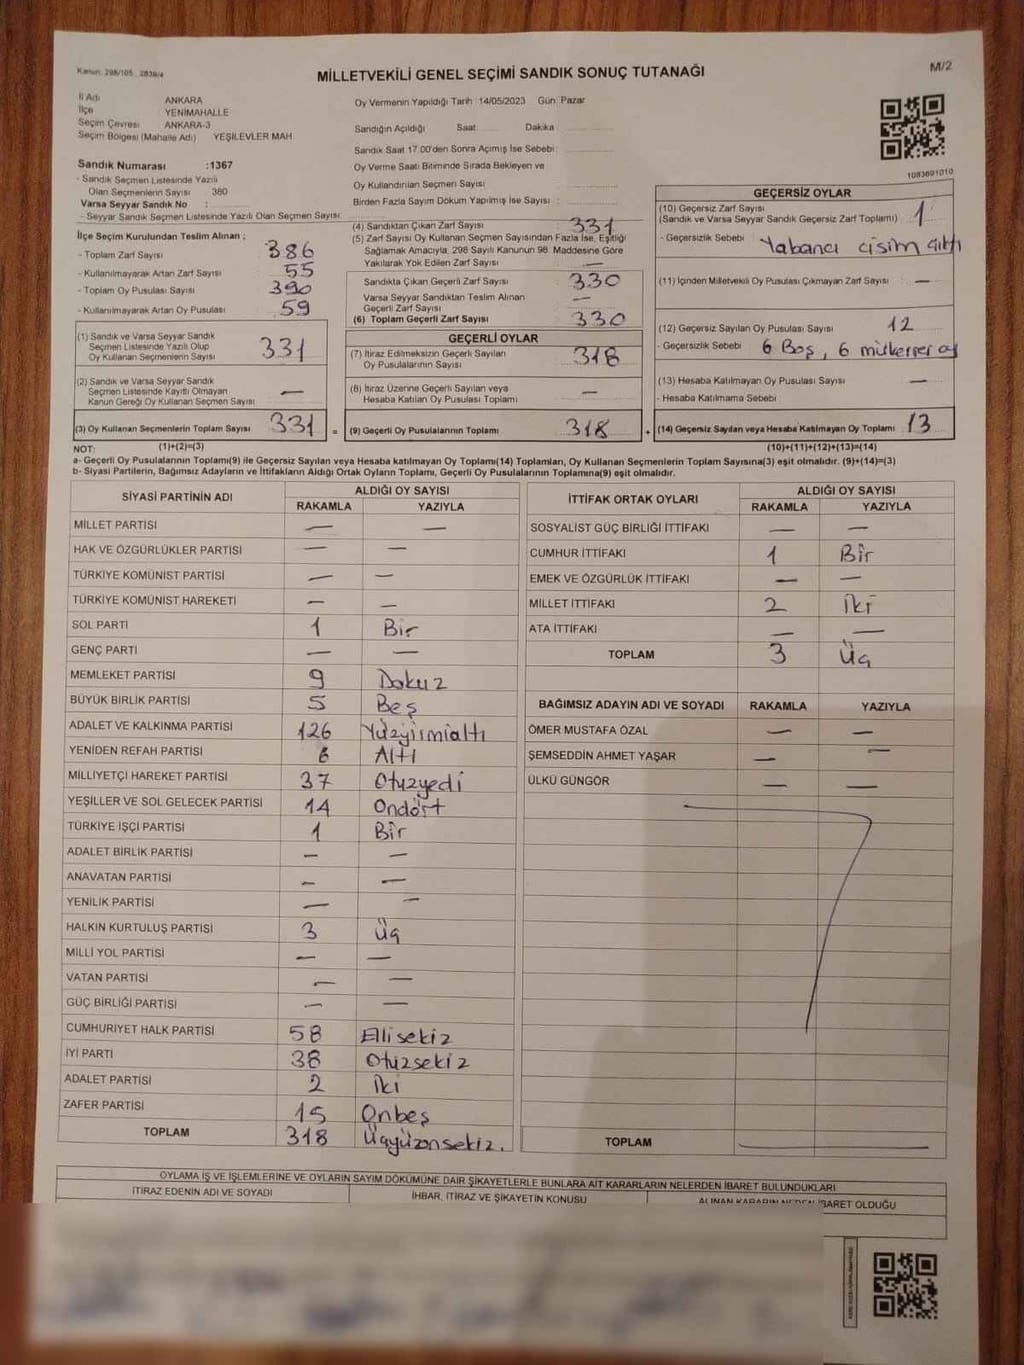 Kanun: 298/105, 2839/4
MİLLETVEKİLİ GENEL SEÇİMİ SANDIK SONUÇ TUTANAĞI
M/2
İl Adı ANKARA
İlçe YENİMAHALLE
Seçim Çevresi ANKARA-3
Seçim Bölgesi (Mahalle Adı) YEŞİLEVLER MAH
Sandık Numarası :1367
- Sandık Seçmen Listesinde Yazılı
Olan Seçmenlerin Sayısı 380
Varsa Seyyar Sandık No :
- Seyyar Sandık Seçmen Listesinde Yazılı Olan Seçmen Sayısı:
İlçe Seçim Kurulundan Teslim Alınan ;
- Toplam Zarf Sayısı 386
- Kullanılmayarak Artan Zarf Sayısı 55
- Toplam Oy Pusulası Sayısı 390
- Kullanılmayarak Artan Oy Pusulası 59
(1) Sandık ve Varsa Seyyar Sandık
Seçmen Listesinde Yazılı Olup
Oy Kullanan Seçmenlerin Sayısı 331
(2) Sandık ve Varsa Seyyar Sandık
Seçmen Listesinde Kayıtlı Olmayan
Kanun Gereği Oy Kullanan Seçmen Sayısı —
(3) Oy Kullanan Seçmenlerin Toplam Sayısı 331 =
Oy Vermenin Yapıldığı Tarih : 14/05/2023 Gün: Pazar
Sandığın Açıldığı Saat Dakika
Sandık Saat 17.00'den Sonra Açılmış İse Sebebi:
Oy Verme Saati Bitiminde Sırada Bekleyen ve
Oy Kullandırılan Seçmen Sayısı :
Birden Fazla Sayım Döküm Yapılmış İse Sayısı :
(4) Sandıktan Çıkan Zarf Sayısı 331
(5) Zarf Sayısı Oy Kullanan Seçmen Sayısından Fazla İse, Eşitliği
Sağlamak Amacıyla, 298 Sayılı Kanunun 98. Maddesine Göre
Yakılarak Yok Edilen Zarf Sayısı
Sandıkta Çıkan Geçerli Zarf Sayısı 330
Varsa Seyyar Sandıktan Teslim Alınan
Geçerli Zarf Sayısı —
(6) Toplam Geçerli Zarf Sayısı 330
GEÇERLİ OYLAR
(7) İtiraz Edilmeksizin Geçerli Sayılan
Oy Pusulalarının Sayısı 318
(8) İtiraz Üzerine Geçerli Sayılan veya
Hesaba Katılan Oy Pusulası Toplamı —
(9) Geçerli Oy Pusulalarının Toplamı 318 +
1083691010
GEÇERSİZ OYLAR
(10) Geçersiz Zarf Sayısı 1
(Sandık ve Varsa Seyyar Sandık Geçersiz Zarf Toplamı)
- Geçersizlik Sebebi : Yabancı cisim çıktı
(11) İçinden Milletvekili Oy Pusulası Çıkmayan Zarf Sayısı : —
(12) Geçersiz Sayılan Oy Pusulası Sayısı 12
- Geçersizlik Sebebi : 6 Boş, 6 mükerrer oy
(13) Hesaba Katılmayan Oy Pusulası Sayısı —
- Hesaba Katılmama Sebebi
(14) Geçersiz Sayılan veya Hesaba Katılmayan Oy Toplamı 13
NOT: (1)+(2)=(3) (10)+(11)+(12)+(13)=(14)
a- Geçerli Oy Pusulalarının Toplamı(9) ile Geçersiz Sayılan veya Hesaba katılmayan Oy Toplamı(14) Toplamları, Oy Kullanan Seçmenlerin Toplam Sayısına(3) eşit olmalıdır. (9)+(14)=(3)
b- Siyasi Partilerin, Bağımsız Adayların ve İttifakların Aldığı Ortak Oyların Toplamı, Geçerli Oy Pusulalarının Toplamına(9) eşit olmalıdır.
SİYASİ PARTİNİN ADI ALDIĞI OY SAYISI
RAKAMLA YAZIYLA
MİLLET PARTİSİ — —
HAK VE ÖZGÜRLÜKLER PARTİSİ — —
TÜRKİYE KOMÜNİST PARTİSİ — —
TÜRKİYE KOMÜNİST HAREKETİ — —
SOL PARTİ 1 Bir
GENÇ PARTİ — —
MEMLEKET PARTİSİ 9 Dokuz
BÜYÜK BİRLİK PARTİSİ 5 Beş
ADALET VE KALKINMA PARTİSİ 126 Yüzyirmialtı
YENİDEN REFAH PARTİSİ 6 Altı
MİLLİYETÇİ HAREKET PARTİSİ 37 Otuzyedi
YEŞİLLER VE SOL GELECEK PARTİSİ 14 Ondört
TÜRKİYE İŞÇİ PARTİSİ 1 Bir
ADALET BİRLİK PARTİSİ — —
ANAVATAN PARTİSİ — —
YENİLİK PARTİSİ — —
HALKIN KURTULUŞ PARTİSİ 3 Üç
MİLLİ YOL PARTİSİ — —
VATAN PARTİSİ — —
GÜÇ BİRLİĞİ PARTİSİ — —
CUMHURİYET HALK PARTİSİ 58 Ellisekiz
İYİ PARTİ 38 Otuzsekiz
ADALET PARTİSİ 2 İki
ZAFER PARTİSİ 15 Onbeş
TOPLAM 318 Üçyüzonsekiz.
İTTİFAK ORTAK OYLARI ALDIĞI OY SAYISI
RAKAMLA YAZIYLA
SOSYALİST GÜÇ BİRLİĞİ İTTİFAKI — —
CUMHUR İTTİFAKI 1 Bir
EMEK VE ÖZGÜRLÜK İTTİFAKI — —
MİLLET İTTİFAKI 2 İki
ATA İTTİFAKI — —
TOPLAM 3 Üç
BAĞIMSIZ ADAYIN ADI VE SOYADI RAKAMLA YAZIYLA
ÖMER MUSTAFA ÖZAL — —
ŞEMSEDDİN AHMET YAŞAR — —
ÜLKÜ GÜNGÖR — —
TOPLAM —
OYLAMA İŞ VE İŞLEMLERİNE VE OYLARIN SAYIM DÖKÜMÜNE DAİR ŞİKAYETLERLE BUNLARA AİT KARARLARIN NELERDEN İBARET BULUNDUKLARI
İTİRAZ EDENİN ADI VE SOYADI İHBAR, İTİRAZ VE ŞİKAYETİN KONUSU ALINAN KARARIN NEDEN İBARET OLDUĞU